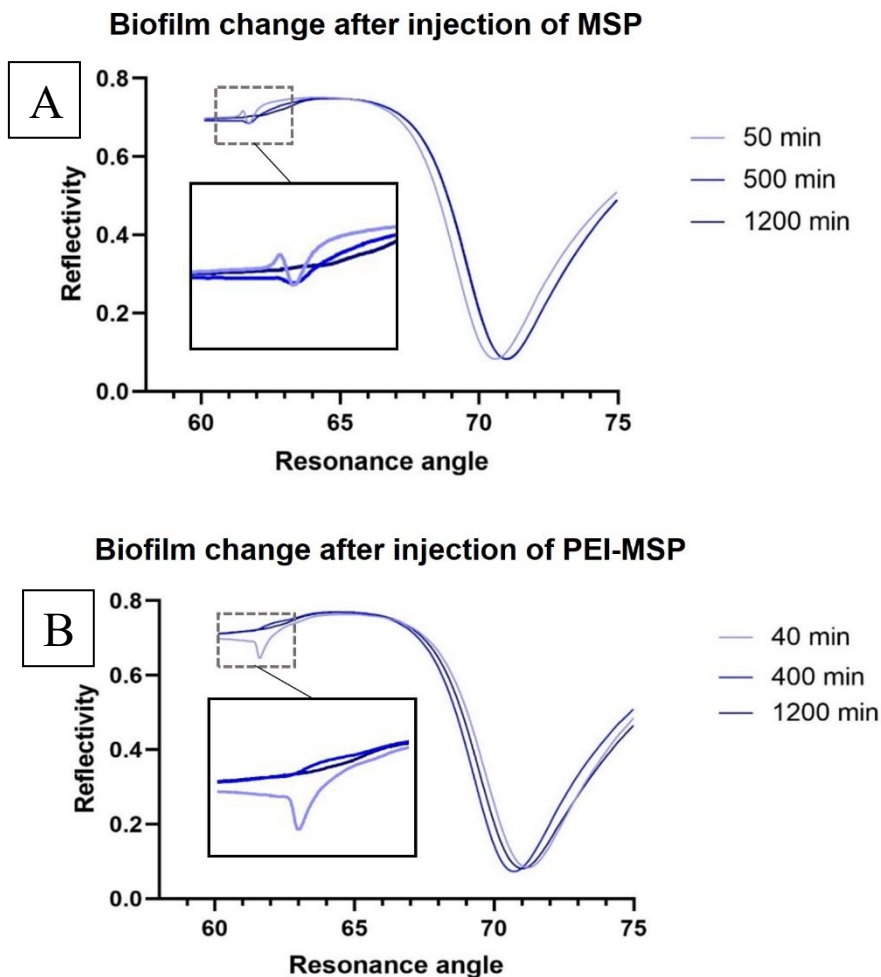 Biofilm change after injection of MSP
A
0.8
0.6
0.4
0.2
0.0
Reflectivity
60 65 70 75
Resonance angle
50 min
500 min
1200 min
Biofilm change after injection of PEI-MSP
B
0.8
0.6
0.4
0.2
0.0
Reflectivity
60 65 70 75
Resonance angle
40 min
400 min
1200 min